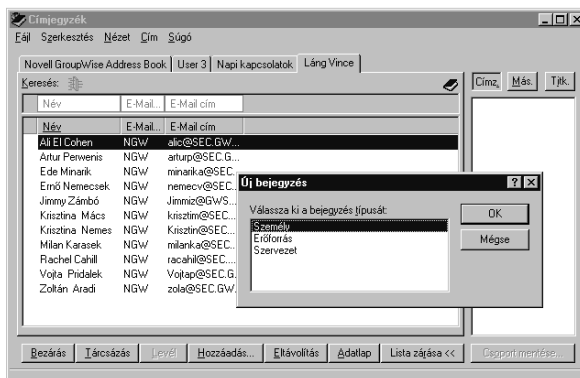 Címjegyzék
Fájl Szerkesztés Nézet Cím Súgó
Novell GroupWise Address Book User 3 Napi kapcsolatok Láng Vince
Keresés:
Címz. Más. Titk.
Név E-Mail... E-Mail cím
Név E-Mail... E-Mail cím
Ali El Cohen NGW alic@SEC.GW...
Artur Perwenis NGW arturp@SEC.G...
Ede Minarik NGW minarika@SEC...
Ernő Nemecsek NGW nemecv@SEC...
Jimmy Zámbó NGW Jimmiz@GWS...
Krisztina Mács NGW krisztim@SEC...
Krisztina Nemes NGW Krisztin@SEC...
Milan Karasek NGW milanka@SEC...
Rachel Cahill NGW racahil@SEC....
Vojta Pridalek NGW Vojtap@SEC.G...
Zoltán Aradi NGW zola@SEC.GW...
Új bejegyzés
Válassza ki a bejegyzés típusát:
Személy
Erőforrás
Szervezet
OK
Mégse
Bezárás Tárcsázás Levél Hozzáadás... Eltávolítás Adatlap Lista zárása << Csoport mentése...